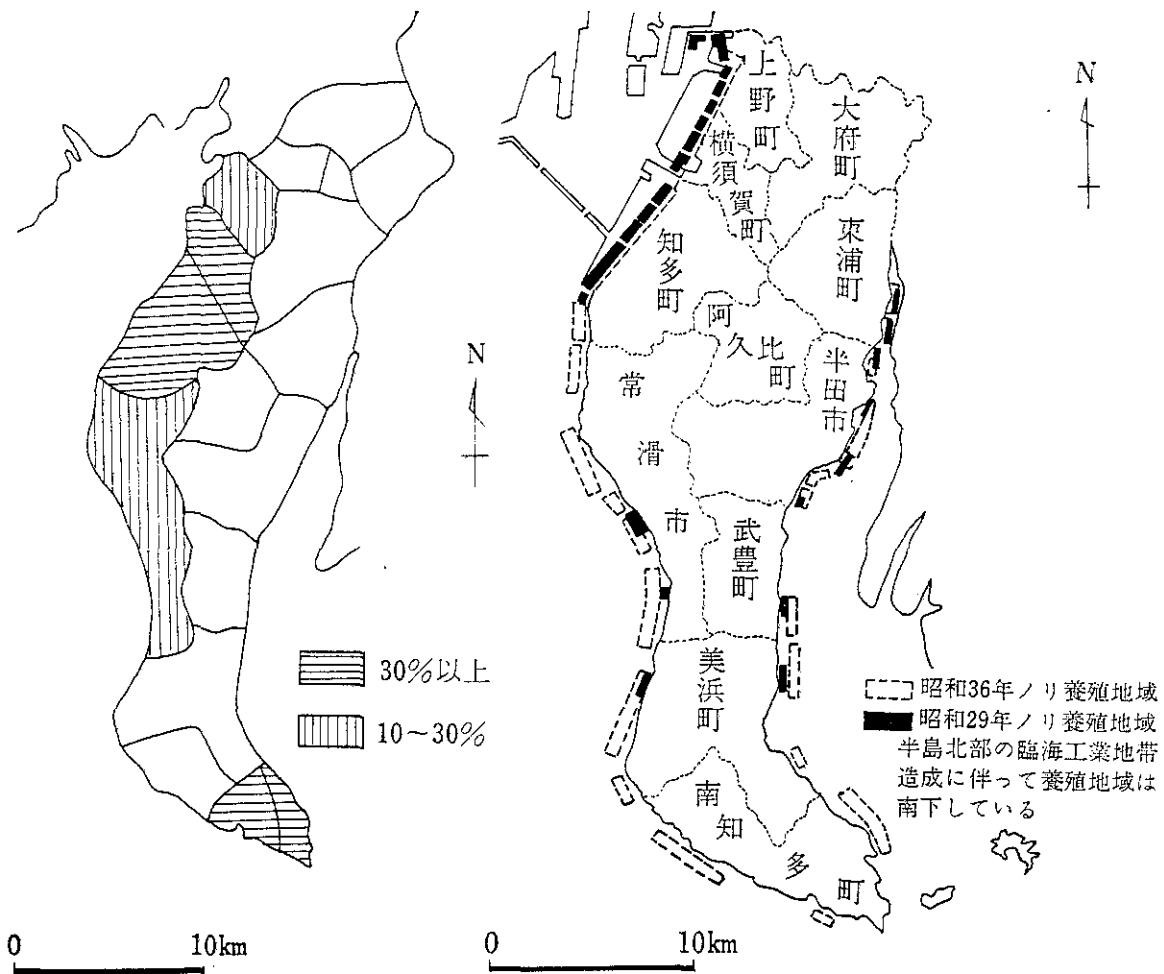 N
30%以上
10〜30%
0 10km
N
上野町
大府町
横須賀町
東浦町
知多町
阿久比町
半田市
常滑市
武豊町
美浜町
南知多町
昭和36年ノリ養殖地域
昭和29年ノリ養殖地域
半島北部の臨海工業地帯
造成に伴って養殖地域は
南下している
0 10km